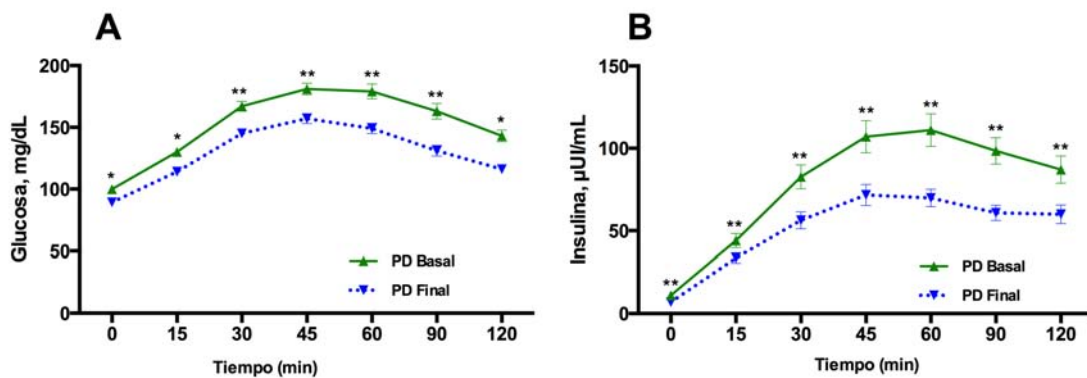 A
Glucosa, mg/dL
200
150
100
50
0
*
*
**
**
**
**
*
PD Basal
PD Final
0 15 30 45 60 90 120
Tiempo (min)
B
Insulina, µUI/mL
150
100
50
0
**
**
**
**
**
**
**
PD Basal
PD Final
0 15 30 45 60 90 120
Tiempo (min)